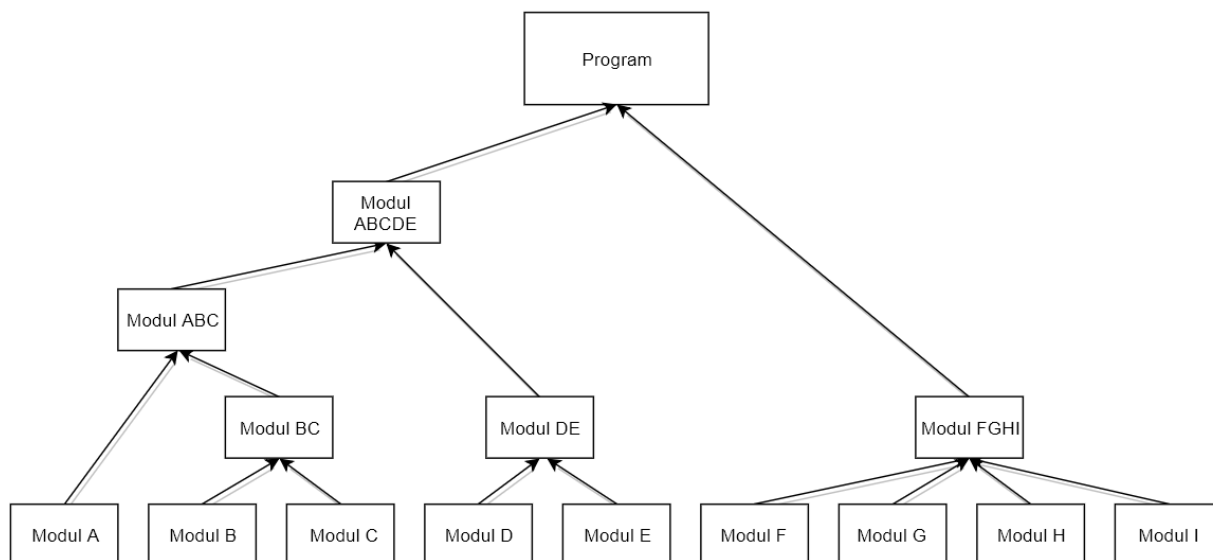 Program
Modul
ABCDE
Modul ABC
Modul BC
Modul DE
Modul FGHI
Modul A
Modul B
Modul C
Modul D
Modul E
Modul F
Modul G
Modul H
Modul I